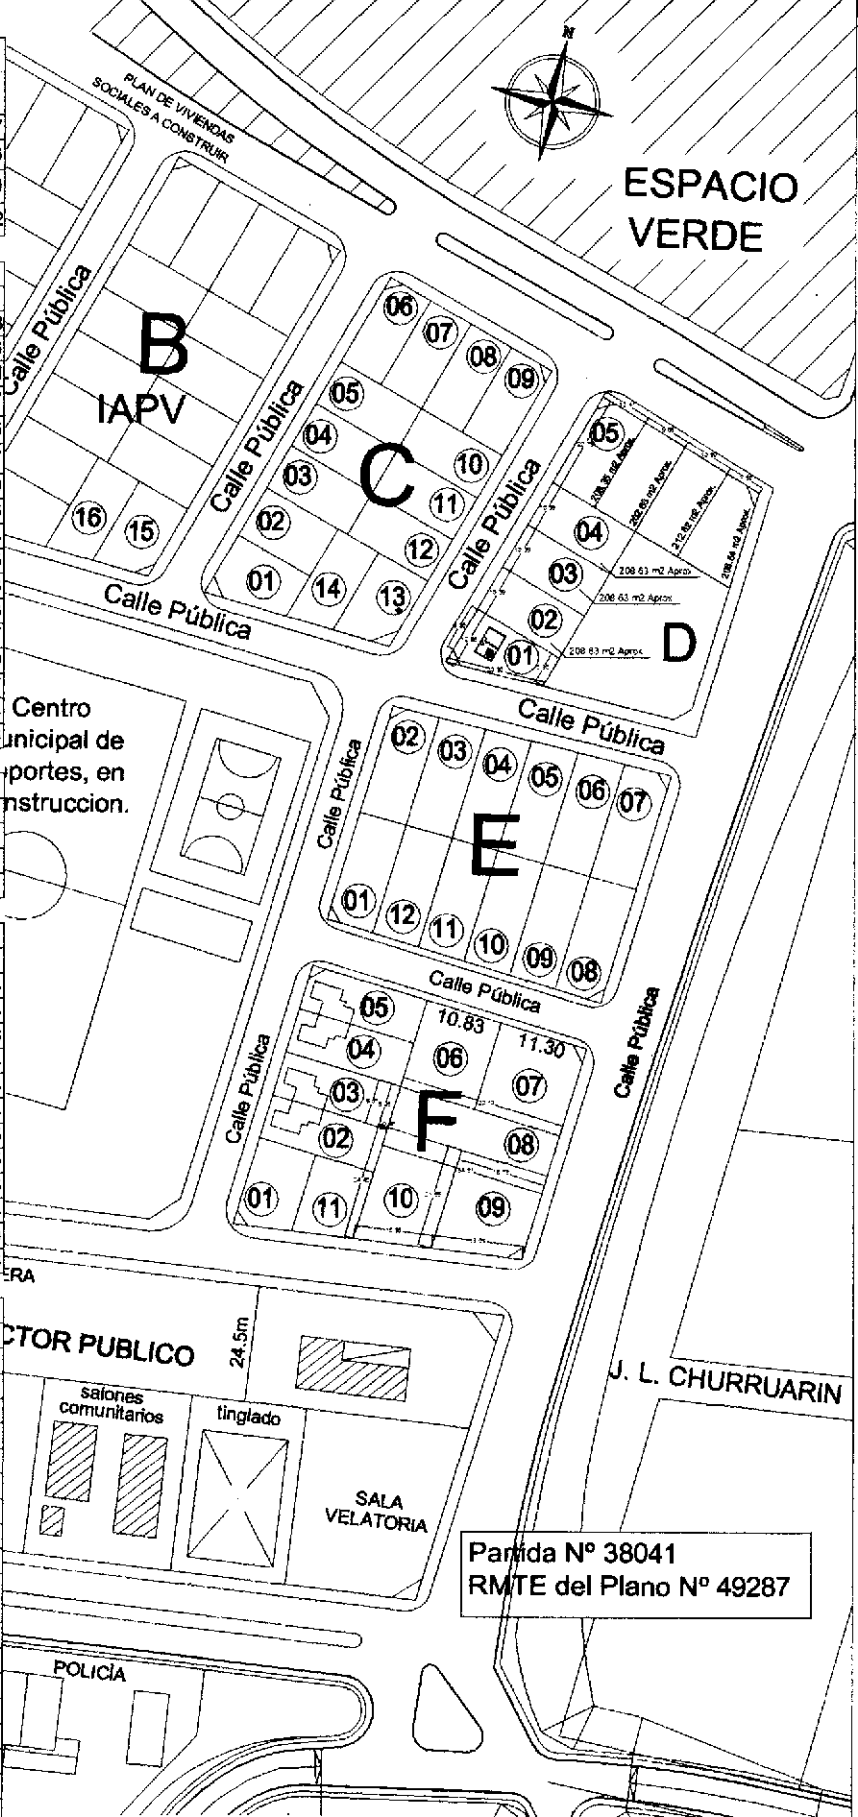 N
PLAN DE VIVIENDAS
SOCIALES A CONSTRUIR
ESPACIO
VERDE
Calle Pública
B
IAPV
16
15
Calle Pública
06
07
08
09
05
04
03
02
01
C
10
11
12
14
13
Calle Pública
Calle Pública
05
04
03
02
01
208.63 m2 Aprox.
208.63 m2 Aprox.
208.63 m2 Aprox.
D
Calle Pública
Centro
unicipal de
portes, en
nstruccion.
Calle Pública
02
03
04
05
06
07
E
01
12
11
10
09
08
Calle Pública
Calle Pública
Calle Pública
05
10.83
11.30
04
06
07
03
F
02
08
01
11
10
09
ERA
CTOR PUBLICO
24.5m
J. L. CHURRUARIN
salones
comunitarios
tinglado
SALA
VELATORIA
Partida Nº 38041
RMTE del Plano Nº 49287
POLICÍA